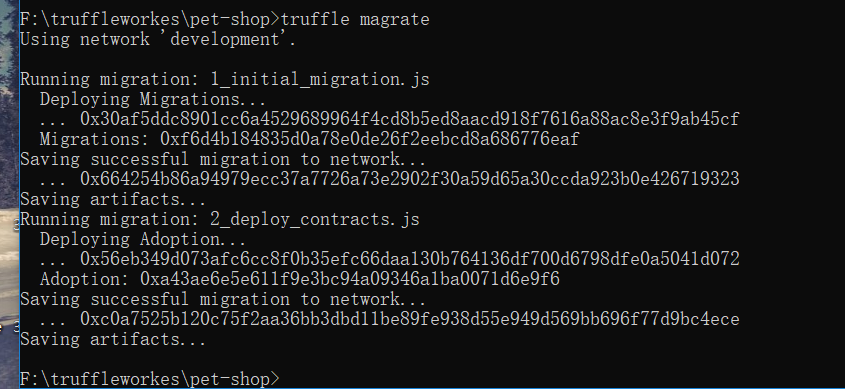 F:\truffleworkes\pet-shop>truffle magrate
Using network 'development'.
Running migration: 1_initial_migration.js
Deploying Migrations...
... 0x30af5ddc8901cc6a4529689964f4cd8b5ed8aacd918f7616a88ac8e3f9ab45cf
Migrations: 0xf6d4b184835d0a78e0de26f2eebcd8a686776eaf
Saving successful migration to network...
... 0x664254b86a94979ecc37a7726a73e2902f30a59d65a30ccda923b0e426719323
Saving artifacts...
Running migration: 2_deploy_contracts.js
Deploying Adoption...
... 0x56eb349d073afc6cc8f0b35efc66daa130b764136df700d6798dfe0a5041d072
Adoption: 0xa43ae6e5e611f9e3bc94a09346a1ba0071d6e9f6
Saving successful migration to network...
... 0xc0a7525b120c75f2aa36bb3dbd11be89fe938d55e949d569bb696f77d9bc4ece
Saving artifacts...
F:\truffleworkes\pet-shop>